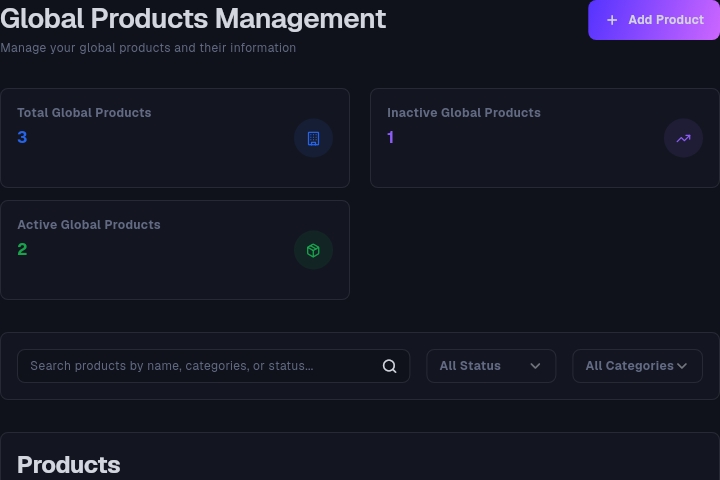 Global Products Management
Add Product
Manage your global products and their information
Total Global Products
3
Inactive Global Products
1
Active Global Products
2
Search products by name, categories, or status...
All Status
All Categories
Products